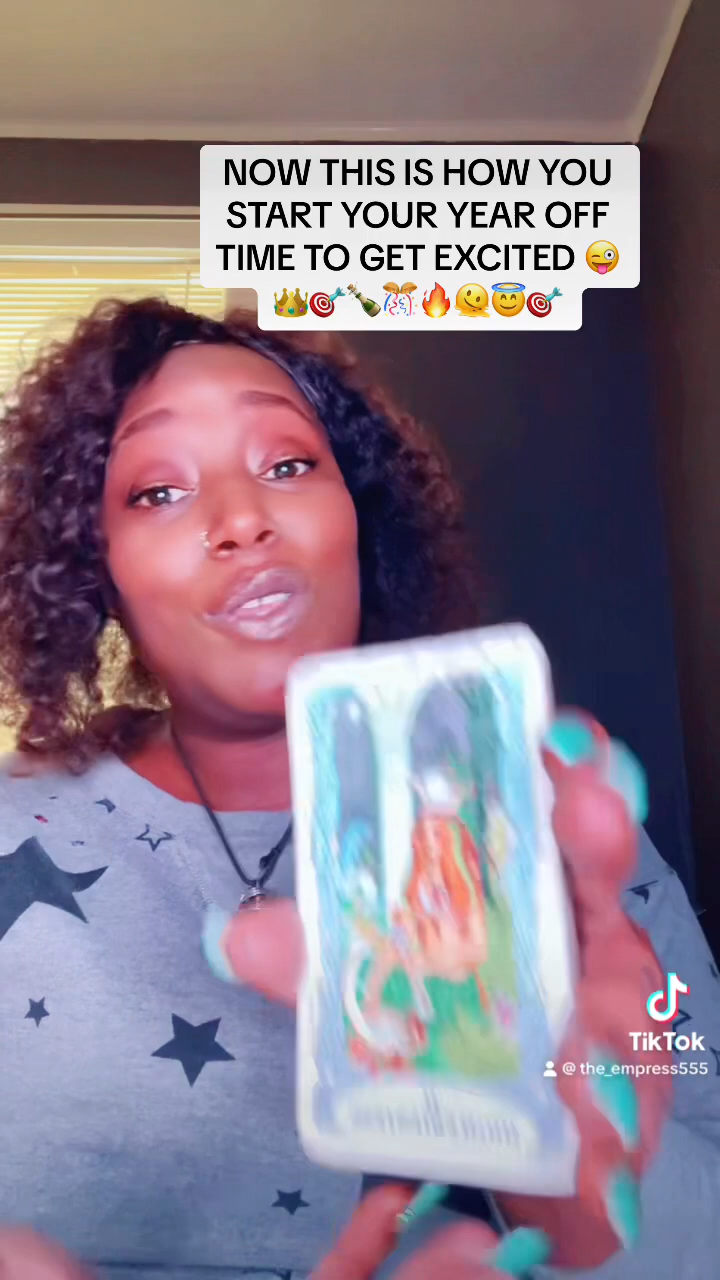 NOW THIS IS HOW YOU
START YOUR YEAR OFF
TIME TO GET EXCITED 😜
👑🎯🍾🎊🔥🫠😇🎯
TikTok
@the_empress555